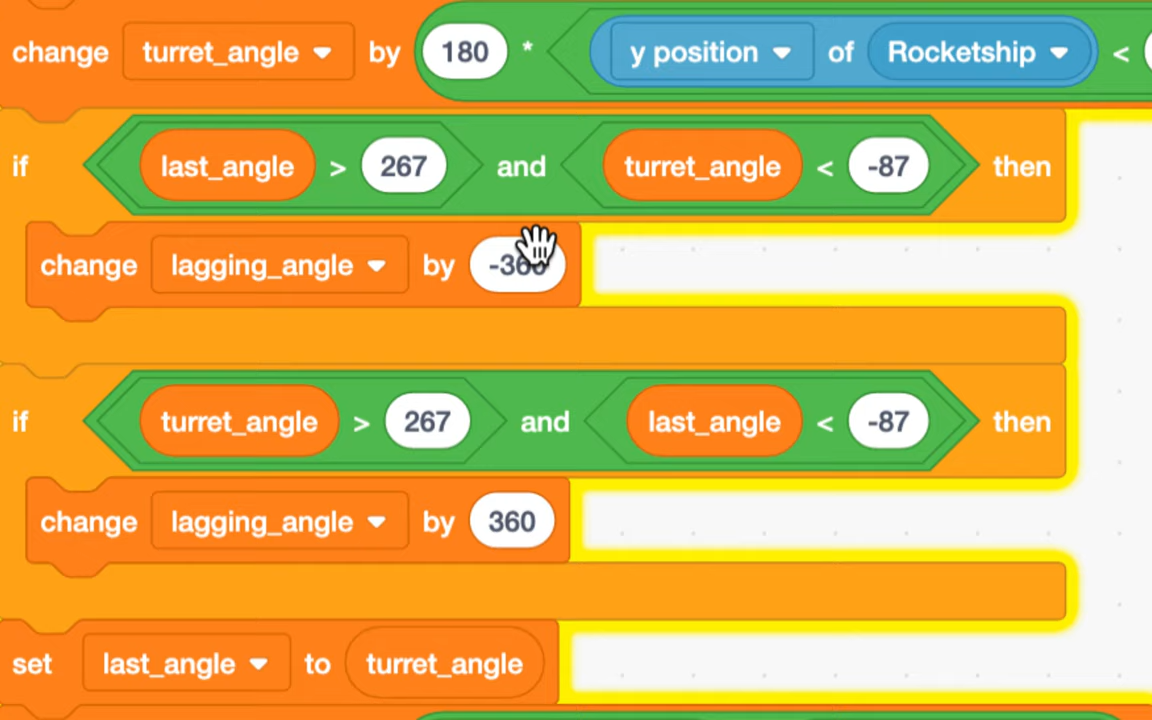 change turret_angle by 180 * y position of Rocketship <
if last_angle > 267 and turret_angle < -87 then
change lagging_angle by -360
if turret_angle > 267 and last_angle < -87 then
change lagging_angle by 360
set last_angle to turret_angle